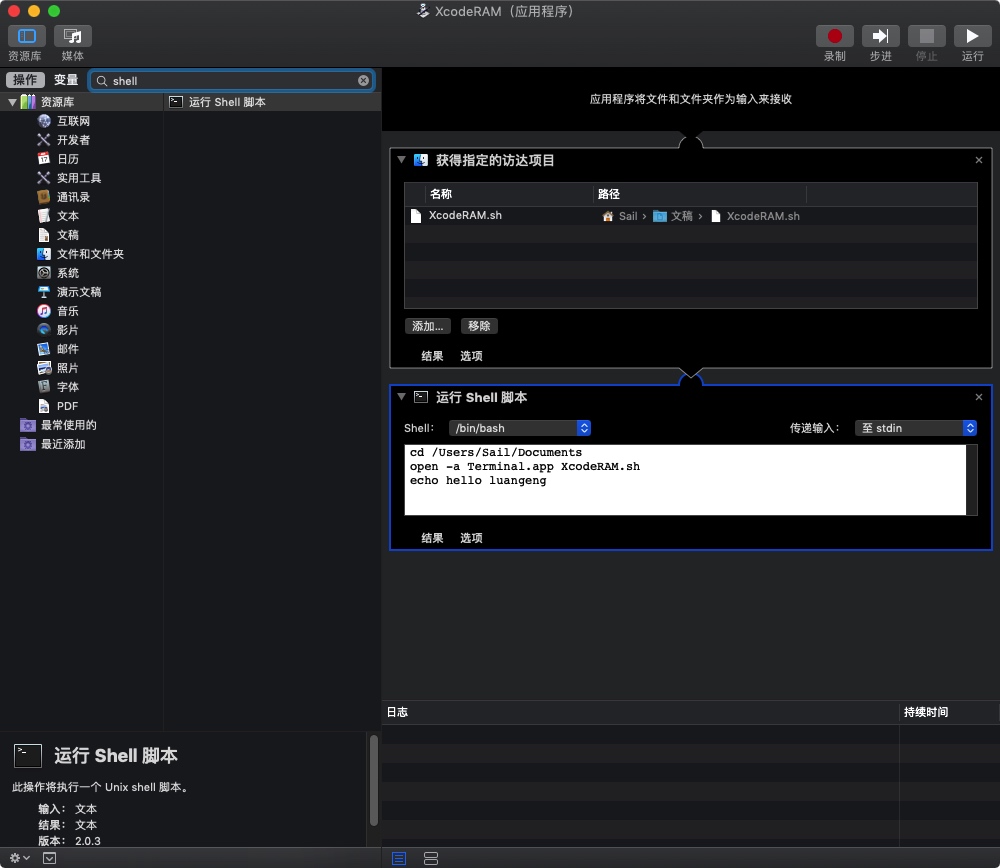 XcodeRAM（应用程序）
资源库
媒体
录制
步进
停止
运行
操作
变量
shell
资源库
互联网
开发者
日历
实用工具
通讯录
文本
文稿
文件和文件夹
系统
演示文稿
音乐
影片
邮件
照片
字体
PDF
最常使用的
最近添加
运行 Shell 脚本
应用程序将文件和文件夹作为输入来接收
获得指定的访达项目
名称
路径
XcodeRAM.sh
Sail › 文稿 › XcodeRAM.sh
添加...
移除
结果
选项
运行 Shell 脚本
Shell:
/bin/bash
传递输入：
至 stdin
cd /Users/Sail/Documents
open -a Terminal.app XcodeRAM.sh
echo hello luangeng
结果
选项
日志
持续时间
运行 Shell 脚本
此操作将执行一个 Unix shell 脚本。
输入： 文本
结果： 文本
版本： 2.0.3